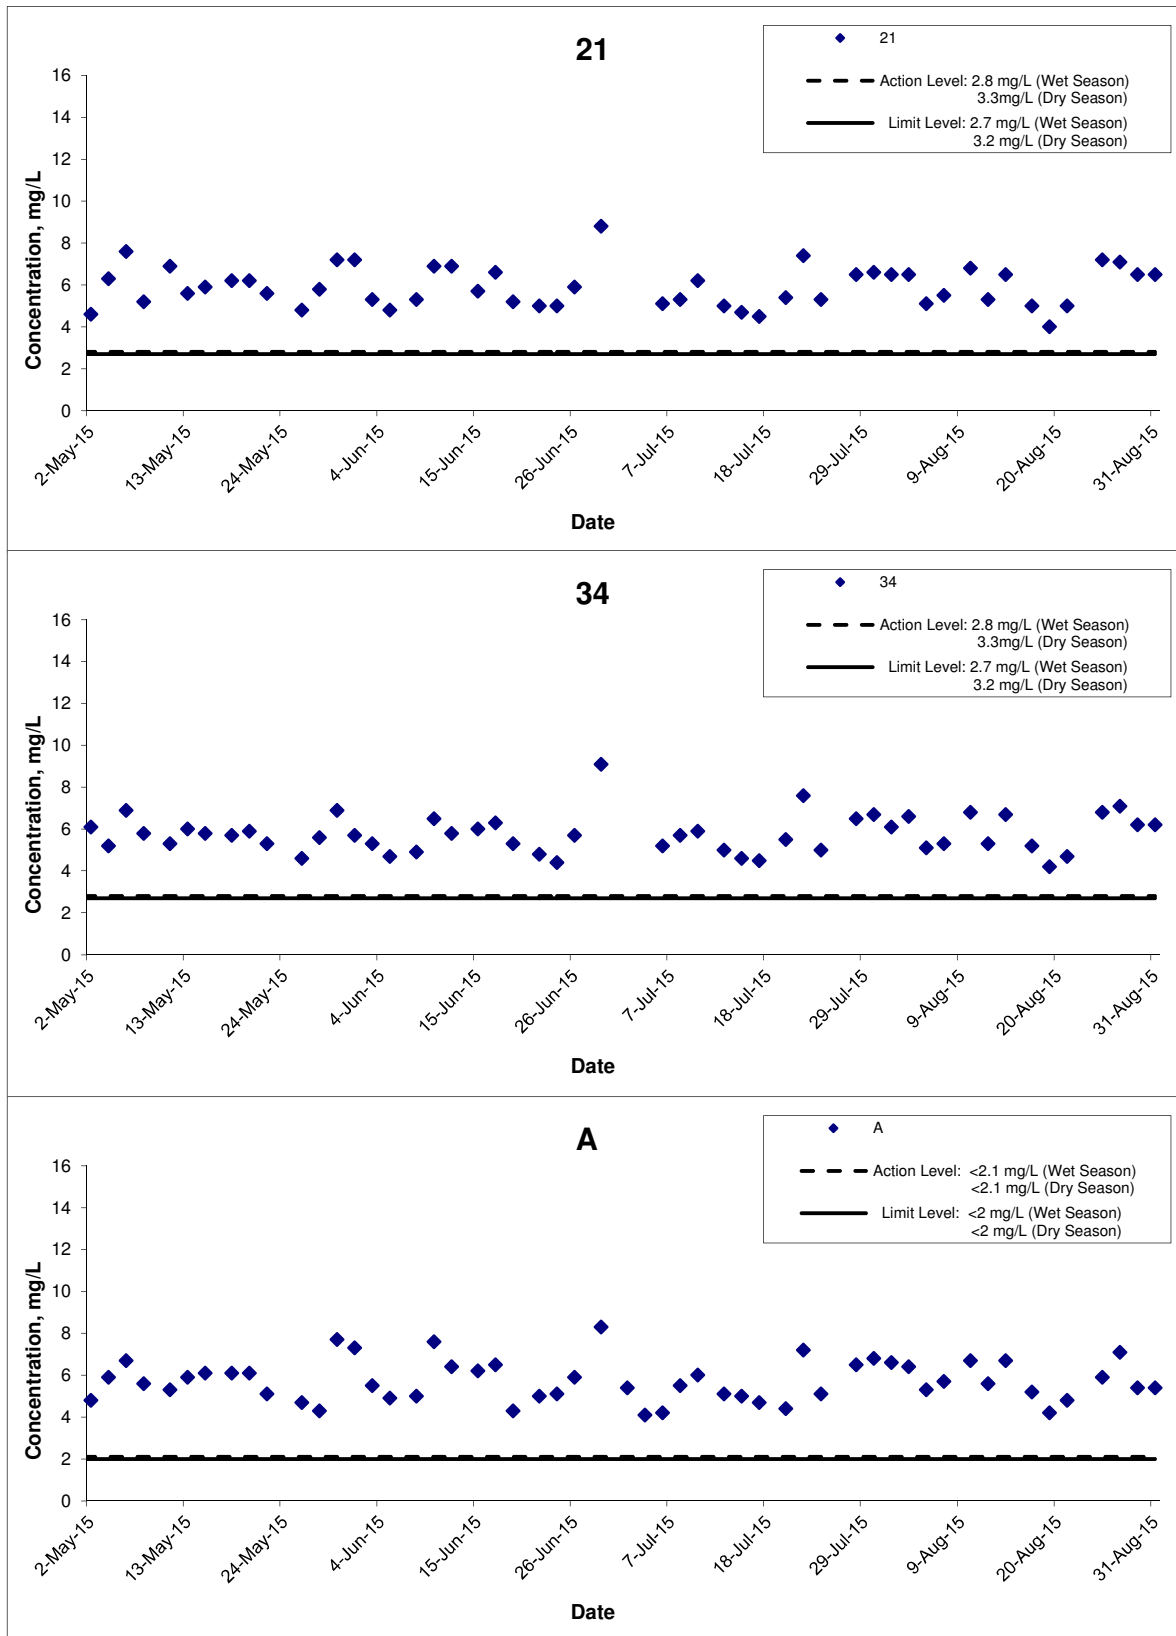 21
21
Action Level: 2.8 mg/L (Wet Season)
3.3mg/L (Dry Season)
Limit Level: 2.7 mg/L (Wet Season)
3.2 mg/L (Dry Season)
Concentration, mg/L
16
14
12
10
8
6
4
2
0
2-May-15
13-May-15
24-May-15
4-Jun-15
15-Jun-15
26-Jun-15
7-Jul-15
18-Jul-15
29-Jul-15
9-Aug-15
20-Aug-15
31-Aug-15
Date
34
34
Action Level: 2.8 mg/L (Wet Season)
3.3mg/L (Dry Season)
Limit Level: 2.7 mg/L (Wet Season)
3.2 mg/L (Dry Season)
Concentration, mg/L
16
14
12
10
8
6
4
2
0
2-May-15
13-May-15
24-May-15
4-Jun-15
15-Jun-15
26-Jun-15
7-Jul-15
18-Jul-15
29-Jul-15
9-Aug-15
20-Aug-15
31-Aug-15
Date
A
A
Action Level: <2.1 mg/L (Wet Season)
<2.1 mg/L (Dry Season)
Limit Level: <2 mg/L (Wet Season)
<2 mg/L (Dry Season)
Concentration, mg/L
16
14
12
10
8
6
4
2
0
2-May-15
13-May-15
24-May-15
4-Jun-15
15-Jun-15
26-Jun-15
7-Jul-15
18-Jul-15
29-Jul-15
9-Aug-15
20-Aug-15
31-Aug-15
Date